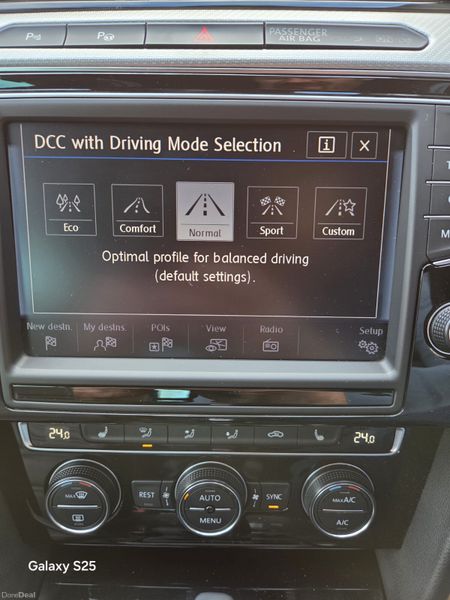 P
P
PASSENGER
AIR BAG
DCC with Driving Mode Selection
i
X
Eco
Comfort
Normal
Sport
Custom
Optimal profile for balanced driving
(default settings).
New destn.
My destns.
POIs
View
Radio
Setup
T
M
24.0
24.0
MAX
REST
AUTO
MENU
SYNC
MAX A/C
A/C
Galaxy S25
DoneDeal